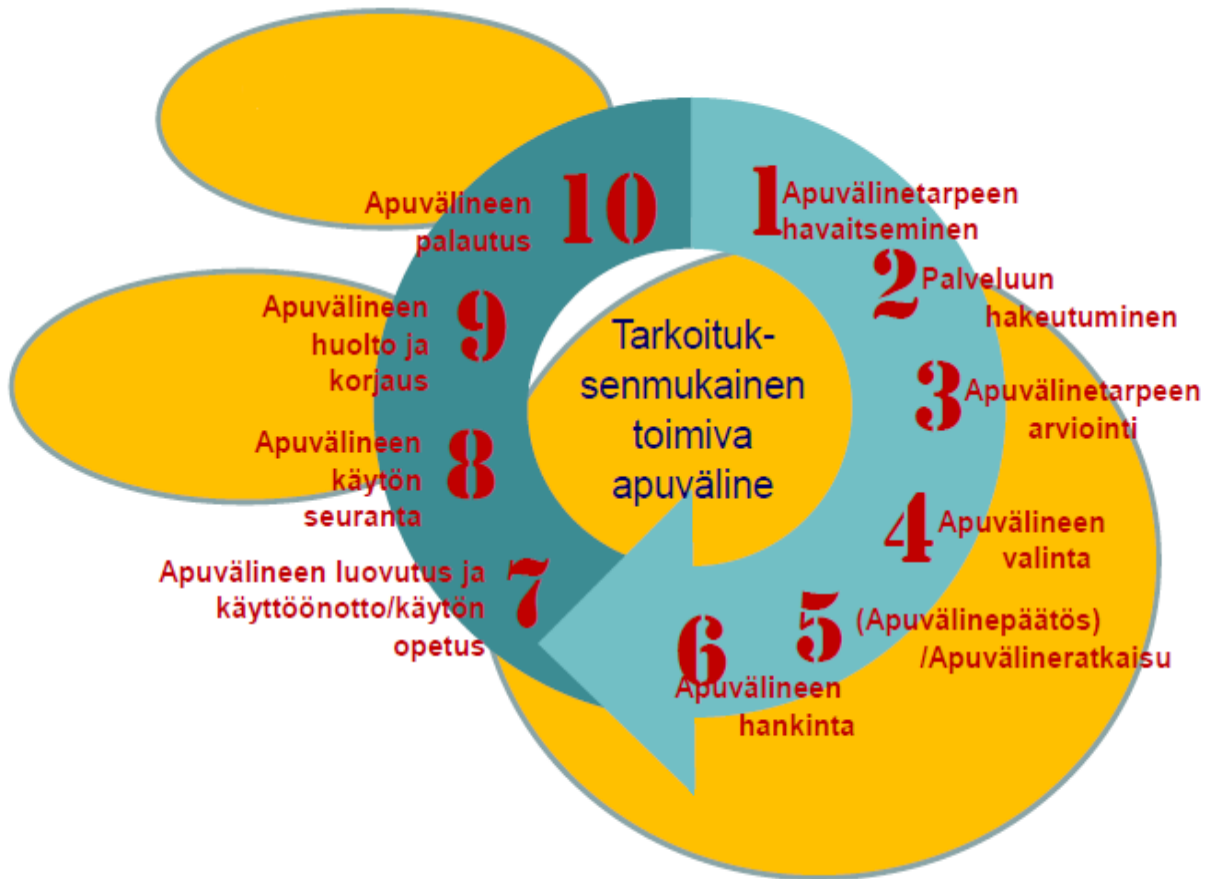 1 Apuvälinetarpeen
havaitseminen
2 Palveluun
hakeutuminen
3 Apuvälinetarpeen
arviointi
4 Apuvälineen
valinta
5 (Apuvälinepäätös)
/Apuvälineratkaisu
6
Apuvälineen
hankinta
7 Apuvälineen luovutus ja
käyttöönotto/käytön
opetus
8 Apuvälineen
käytön
seuranta
9 Apuvälineen
huolto ja
korjaus
10 Apuvälineen
palautus
Tarkoituk-
senmukainen
toimiva
apuväline